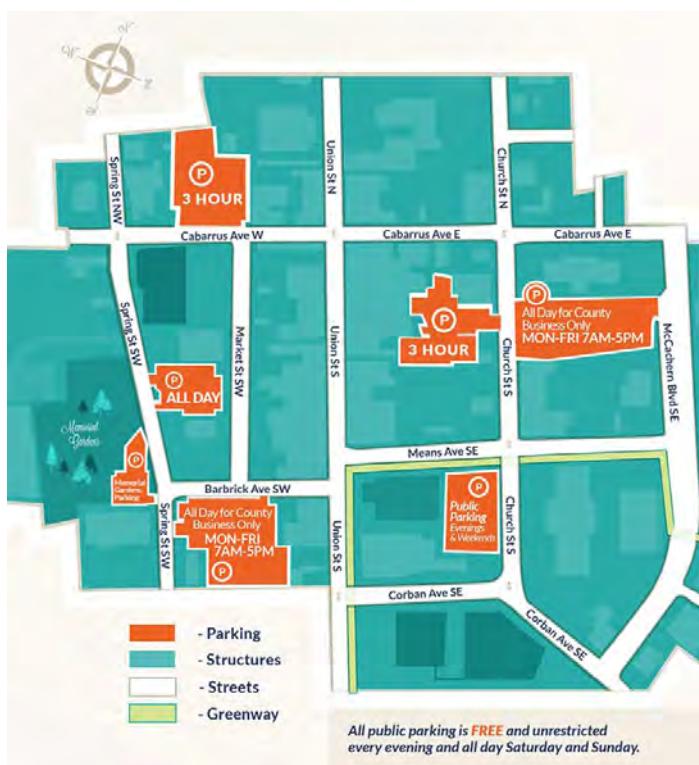 Spring St NW
P
3 HOUR
Union St N
Church St N
Cabarrus Ave W
Cabarrus Ave E
Cabarrus Ave E
Spring St SW
Market St SW
Union St S
P
3 HOUR
Church St S
P
All Day for County
Business Only
MON-FRI 7AM-5PM
McCachern Blvd SE
P
ALL DAY
Memorial
Gardens
P
Memorial
Gardens
Parking
Means Ave SE
Barbrick Ave SW
Spring St SW
All Day for County
Business Only
MON-FRI
7AM-5PM
P
Union St S
P
Public
Parking
Evenings
& Weekends
Church St S
Corban Ave SE
Corban Ave SE
- Parking
- Structures
- Streets
- Greenway
All public parking is FREE and unrestricted
every evening and all day Saturday and Sunday.